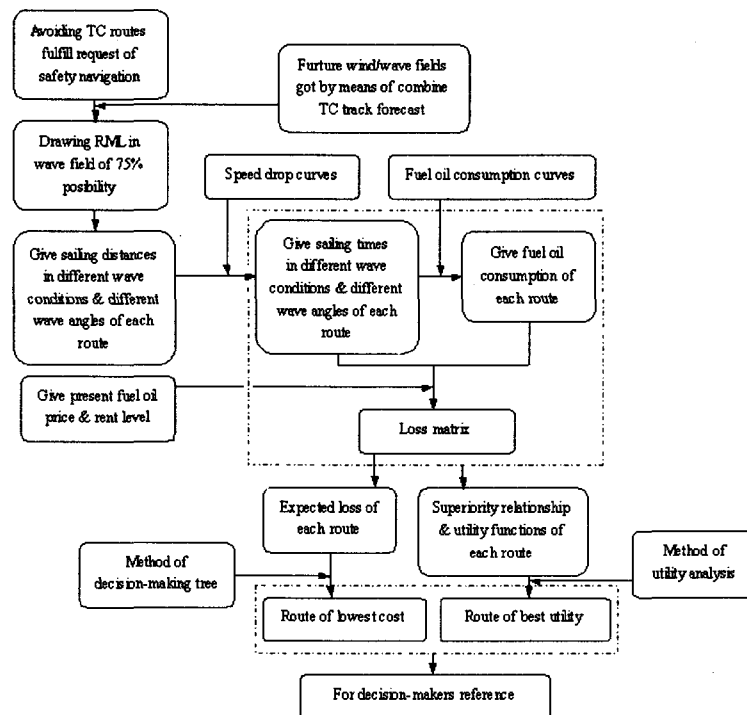 Avoiding TC routes
fulfill request of
safety navigation
Furture wind/wave fields
got by means of combine
TC track forecast
Drawing RML in
wave field of 75%
posibility
Speed drop curves
Fuel oil consumption curves
Give sailing distances
in different wave
conditions & different
wave angles of each
route
Give sailing times
in different wave
conditions & different
wave angles of each
route
Give fuel oil
consumption of
each route
Give present fuel oil
price & rent level
Loss matrix
Expected loss of
each route
Superiority relationship
& utility functions of
each route
Method of
decision-making tree
Method of
utility analysis
Route of lowest cost
Route of best utility
For decision-makers reference